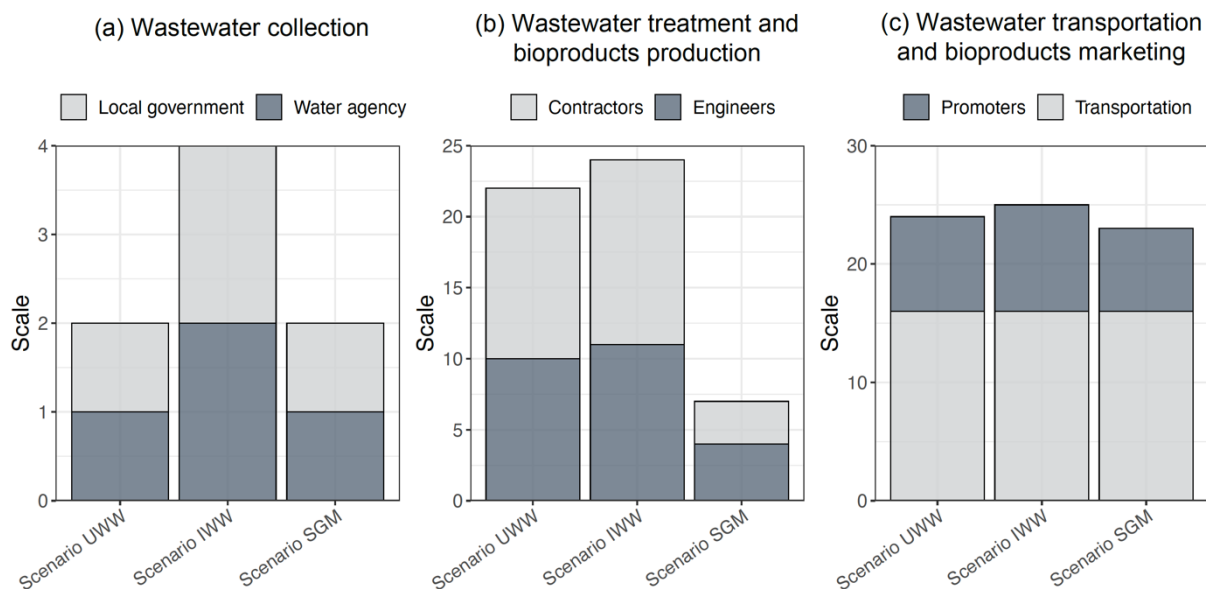 (a) Wastewater collection
Local government Water agency
Scale
4
3
2
1
0
Scenario UWW
Scenario IWW
Scenario SGM
(b) Wastewater treatment and
bioproducts production
Contractors Engineers
Scale
25
20
15
10
5
0
Scenario UWW
Scenario IWW
Scenario SGM
(c) Wastewater transportation
and bioproducts marketing
Promoters Transportation
Scale
30
20
10
0
Scenario UWW
Scenario IWW
Scenario SGM